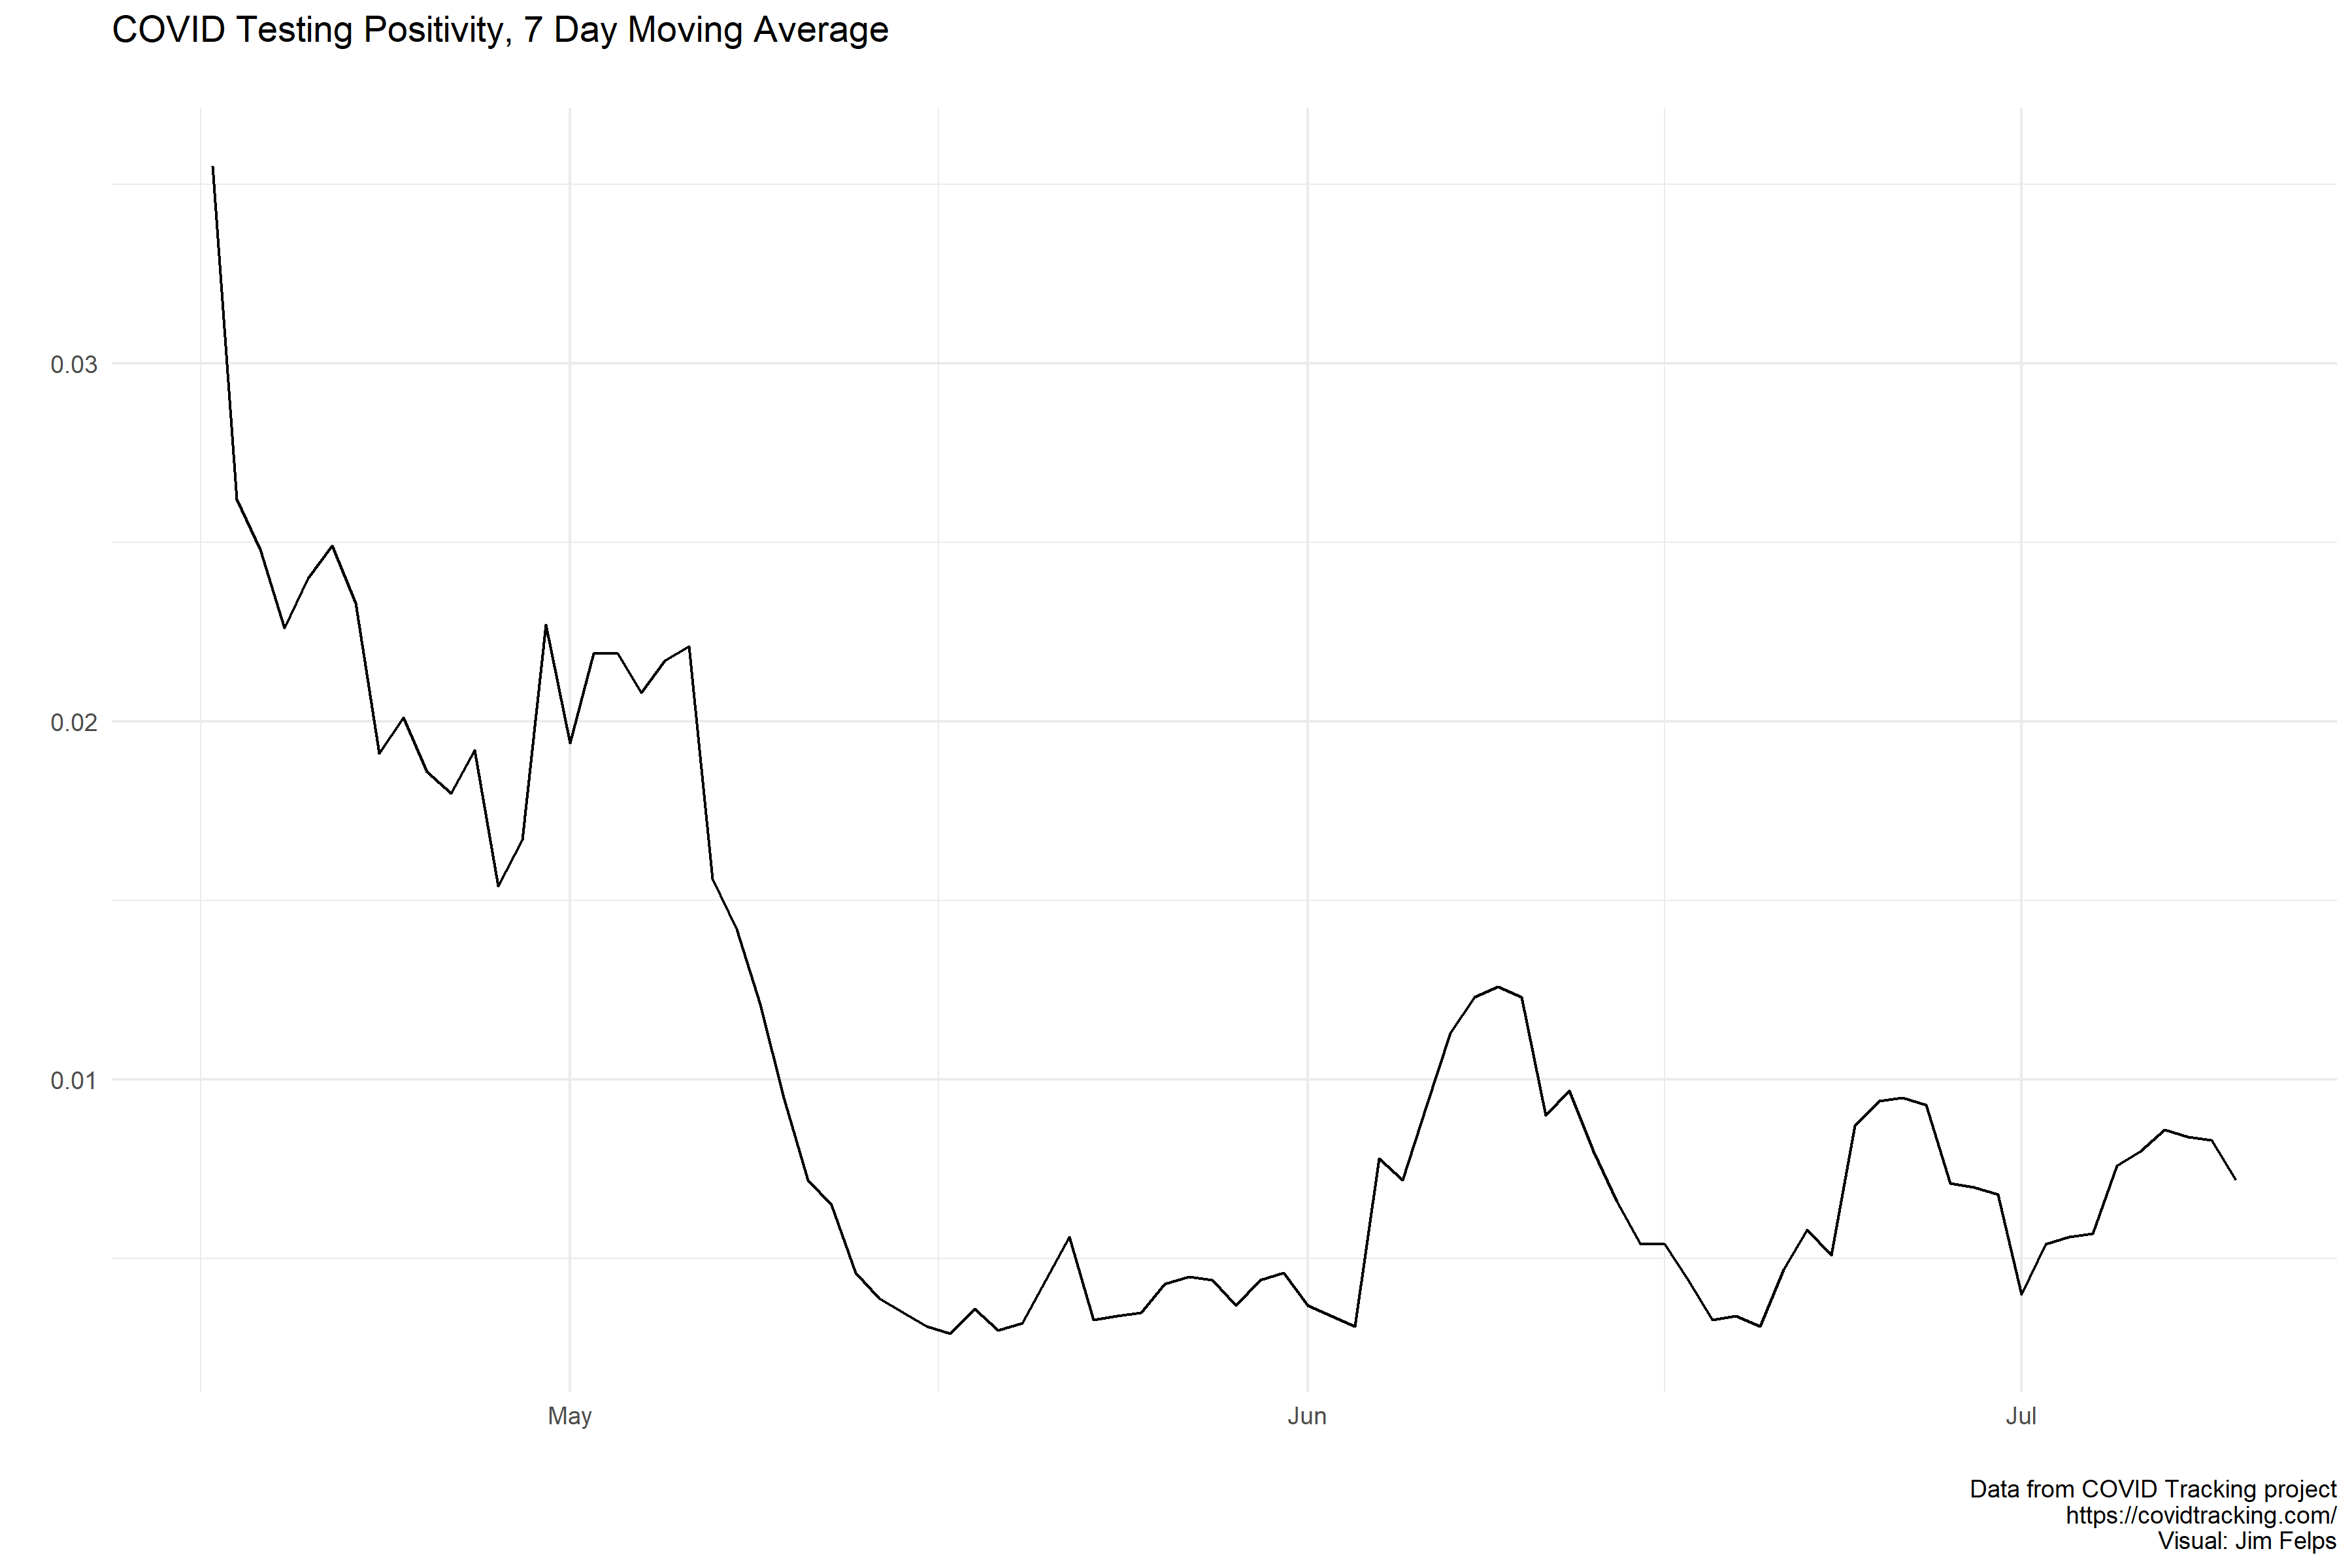 COVID Testing Positivity, 7 Day Moving Average
0.03
0.02
0.01
May
Jun
Jul
Data from COVID Tracking project
https://covidtracking.com/
Visual: Jim Felps